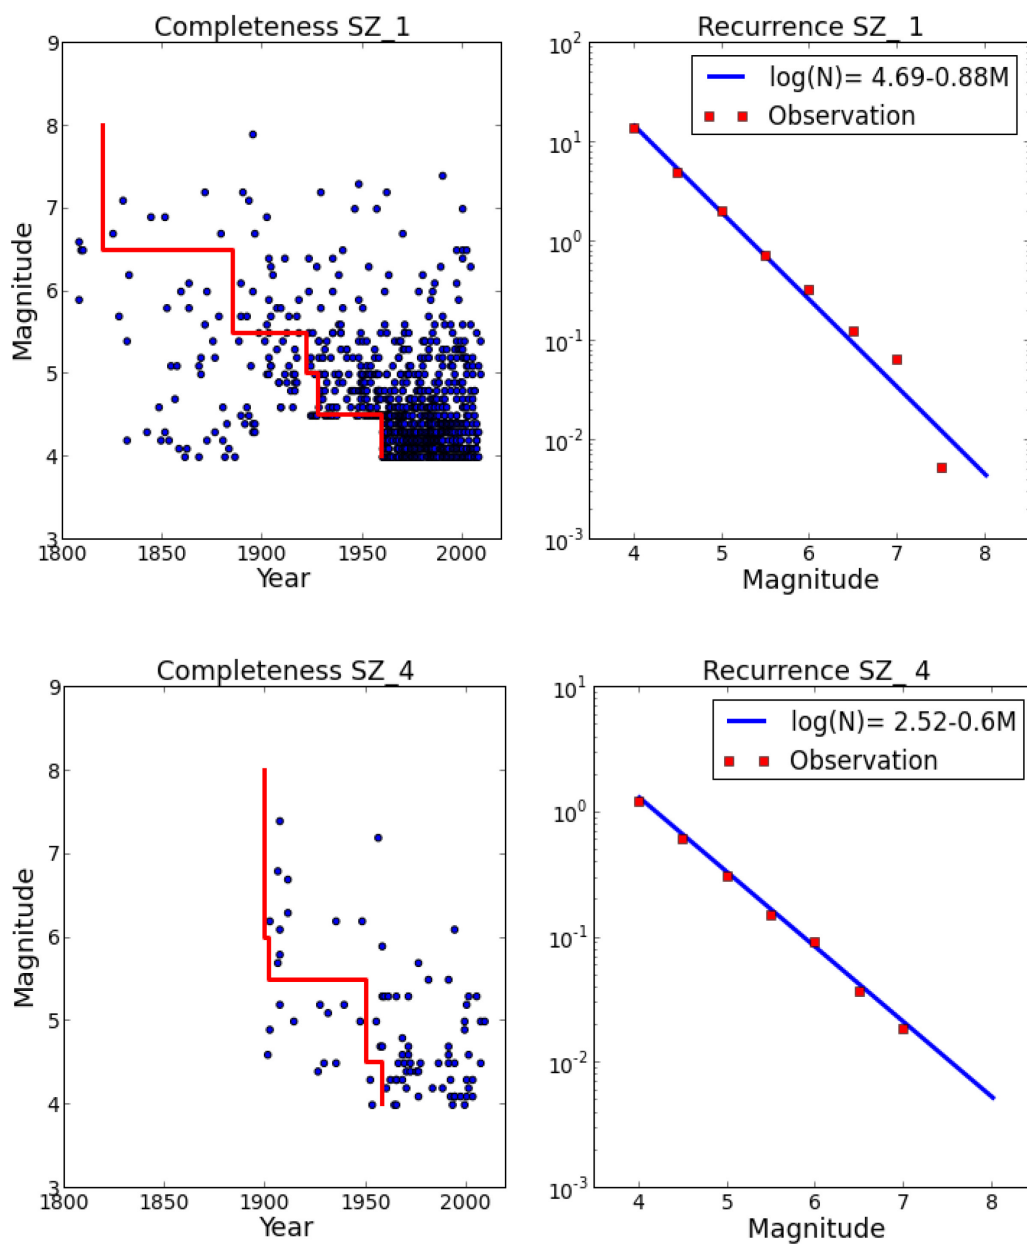 Completeness SZ_1
9
8
7
6
5
4
3
Magnitude
1800 1850 1900 1950 2000
Year
Recurrence SZ_ 1
log(N)= 4.69-0.88M
Observation
10^2
10^1
10^0
10^-1
10^-2
10^-3
4 5 6 7 8
Magnitude
Completeness SZ_4
9
8
7
6
5
4
3
Magnitude
1800 1850 1900 1950 2000
Year
Recurrence SZ_ 4
log(N)= 2.52-0.6M
Observation
10^1
10^0
10^-1
10^-2
10^-3
4 5 6 7 8
Magnitude